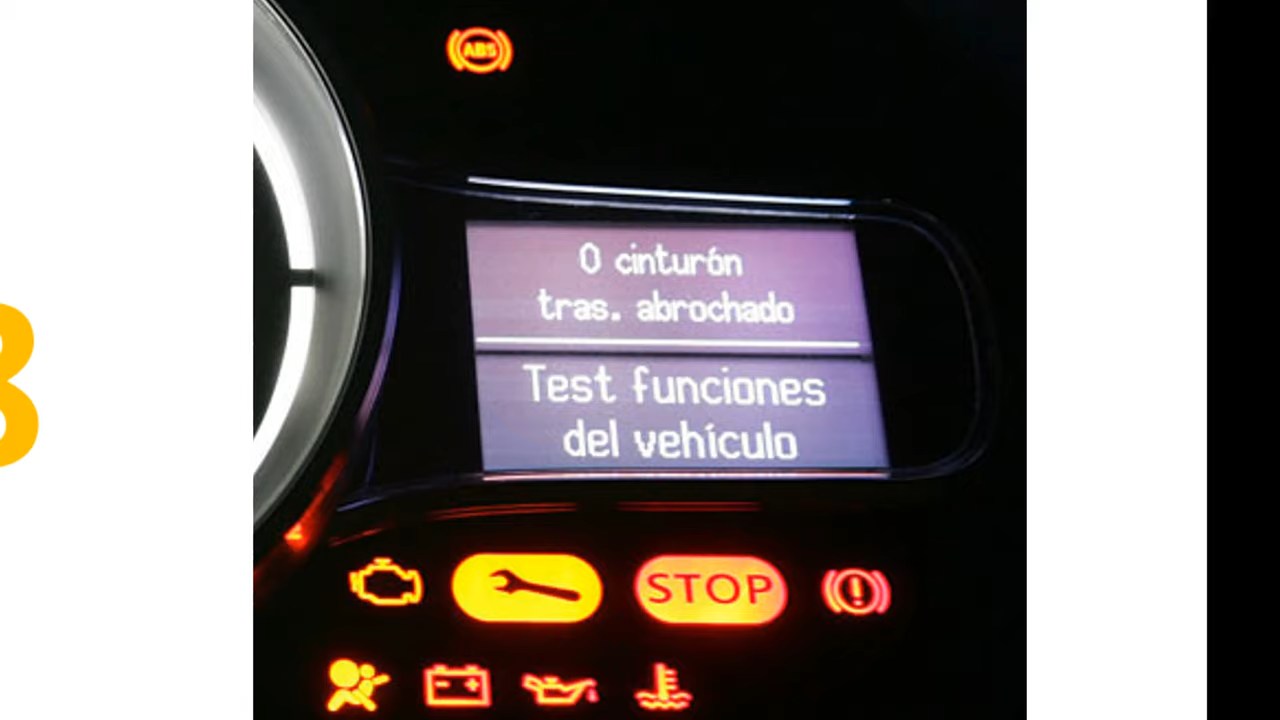 ABS
0 cinturón
tras. abrochado
Test funciones
del vehículo
STOP